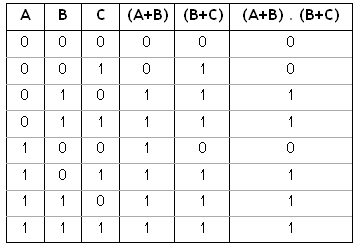 A B C (A+B) (B+C) (A+B) . (B+C)
0 0 0 0 0 0
0 0 1 0 1 0
0 1 0 1 1 1
0 1 1 1 1 1
1 0 0 1 0 0
1 0 1 1 1 1
1 1 0 1 1 1
1 1 1 1 1 1